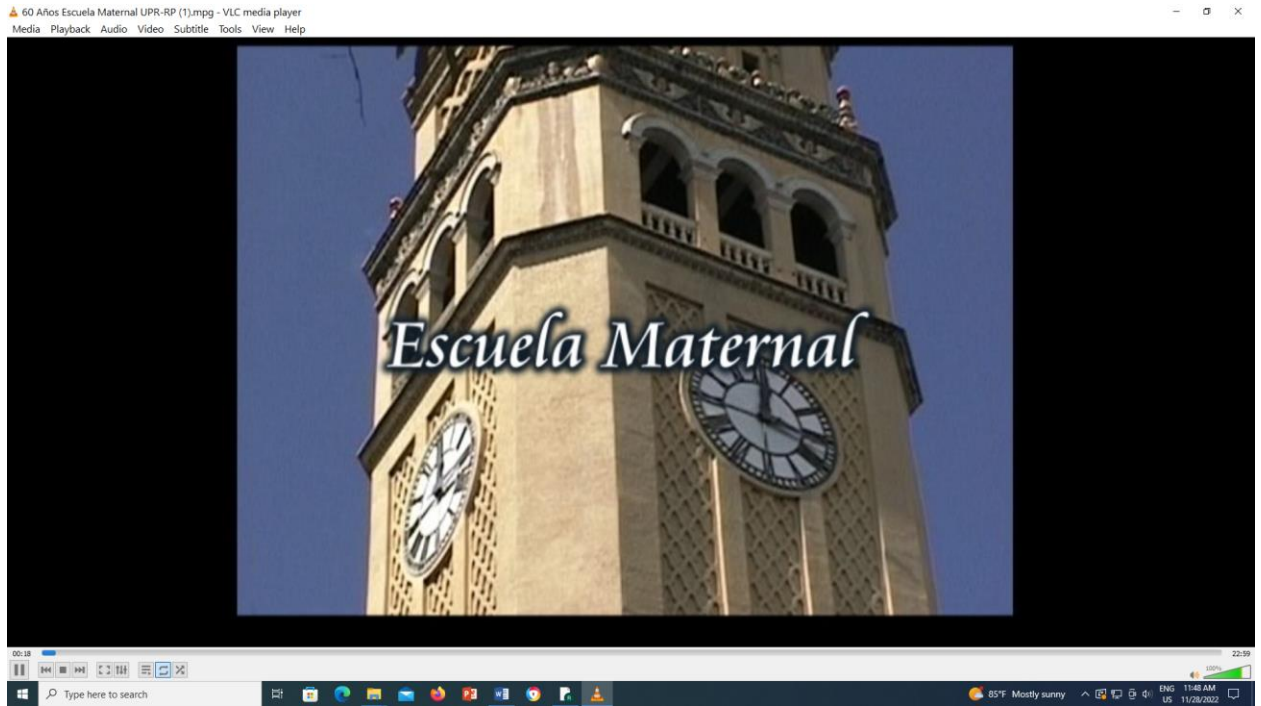 60 Años Escuela Maternal UPR-RP (1).mpg - VLC media player
Media Playback Audio Video Subtitle Tools View Help
Escuela Maternal
00:18
22:59
100%
Type here to search
85°F Mostly sunny
ENG
US
11:48 AM
11/28/2022